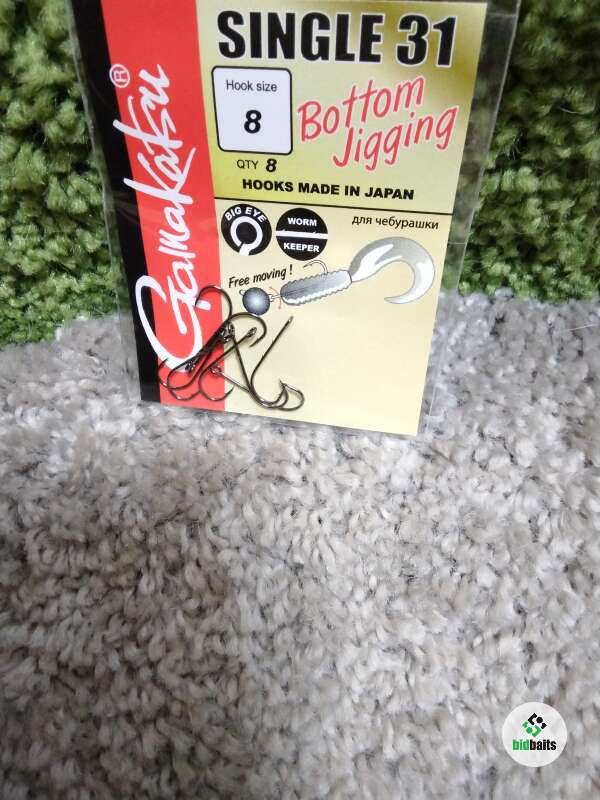 SINGLE 31
Gamakatsu®
Hook size
8
Bottom
Jigging
QTY 8
HOOKS MADE IN JAPAN
BIG EYE
WORM
KEEPER
для чебурашки
Free moving!
bidbaits